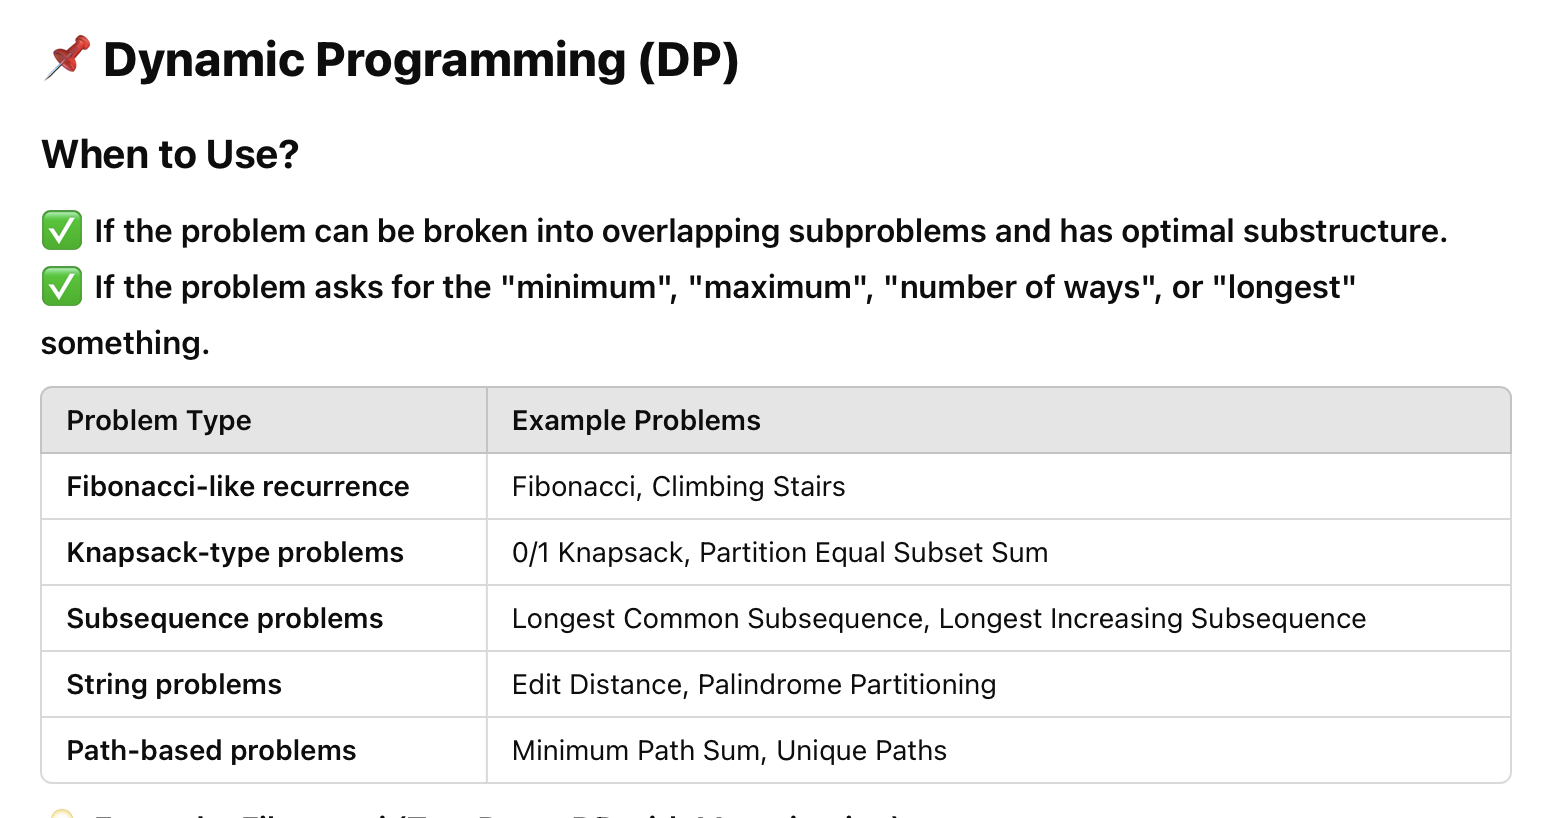 📌 Dynamic Programming (DP)
When to Use?
✅ If the problem can be broken into overlapping subproblems and has optimal substructure.
✅ If the problem asks for the "minimum", "maximum", "number of ways", or "longest"
something.
Problem Type Example Problems
Fibonacci-like recurrence Fibonacci, Climbing Stairs
Knapsack-type problems 0/1 Knapsack, Partition Equal Subset Sum
Subsequence problems Longest Common Subsequence, Longest Increasing Subsequence
String problems Edit Distance, Palindrome Partitioning
Path-based problems Minimum Path Sum, Unique Paths